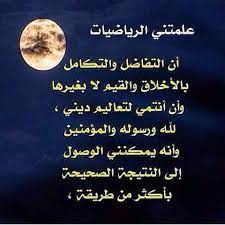 علمتني الرياضيات
أن التفاضل والتكامل
بالأخلاق والقيم لا بغيرها
وأن أنتمي لتعاليم ديني ،
لله ورسوله والمؤمنين
وأنه يمكنني الوصول
إلى النتيجة الصحيحة
بأكثر من طريقة ،